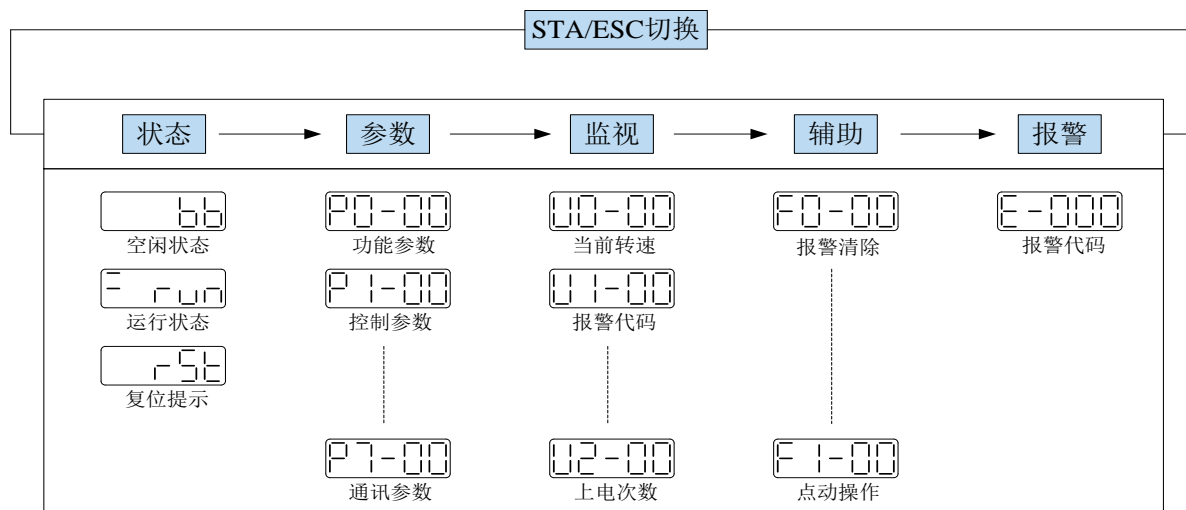 STA/ESC切换
状态 参数 监视 辅助 报警
bb P0-00 U0-00 F0-00 E-000
空闲状态 功能参数 当前转速 报警清除 报警代码
run P1-00 U1-00
运行状态 控制参数 报警代码
rSt
复位提示
P7-00 U2-00 F1-00
通讯参数 上电次数 点动操作